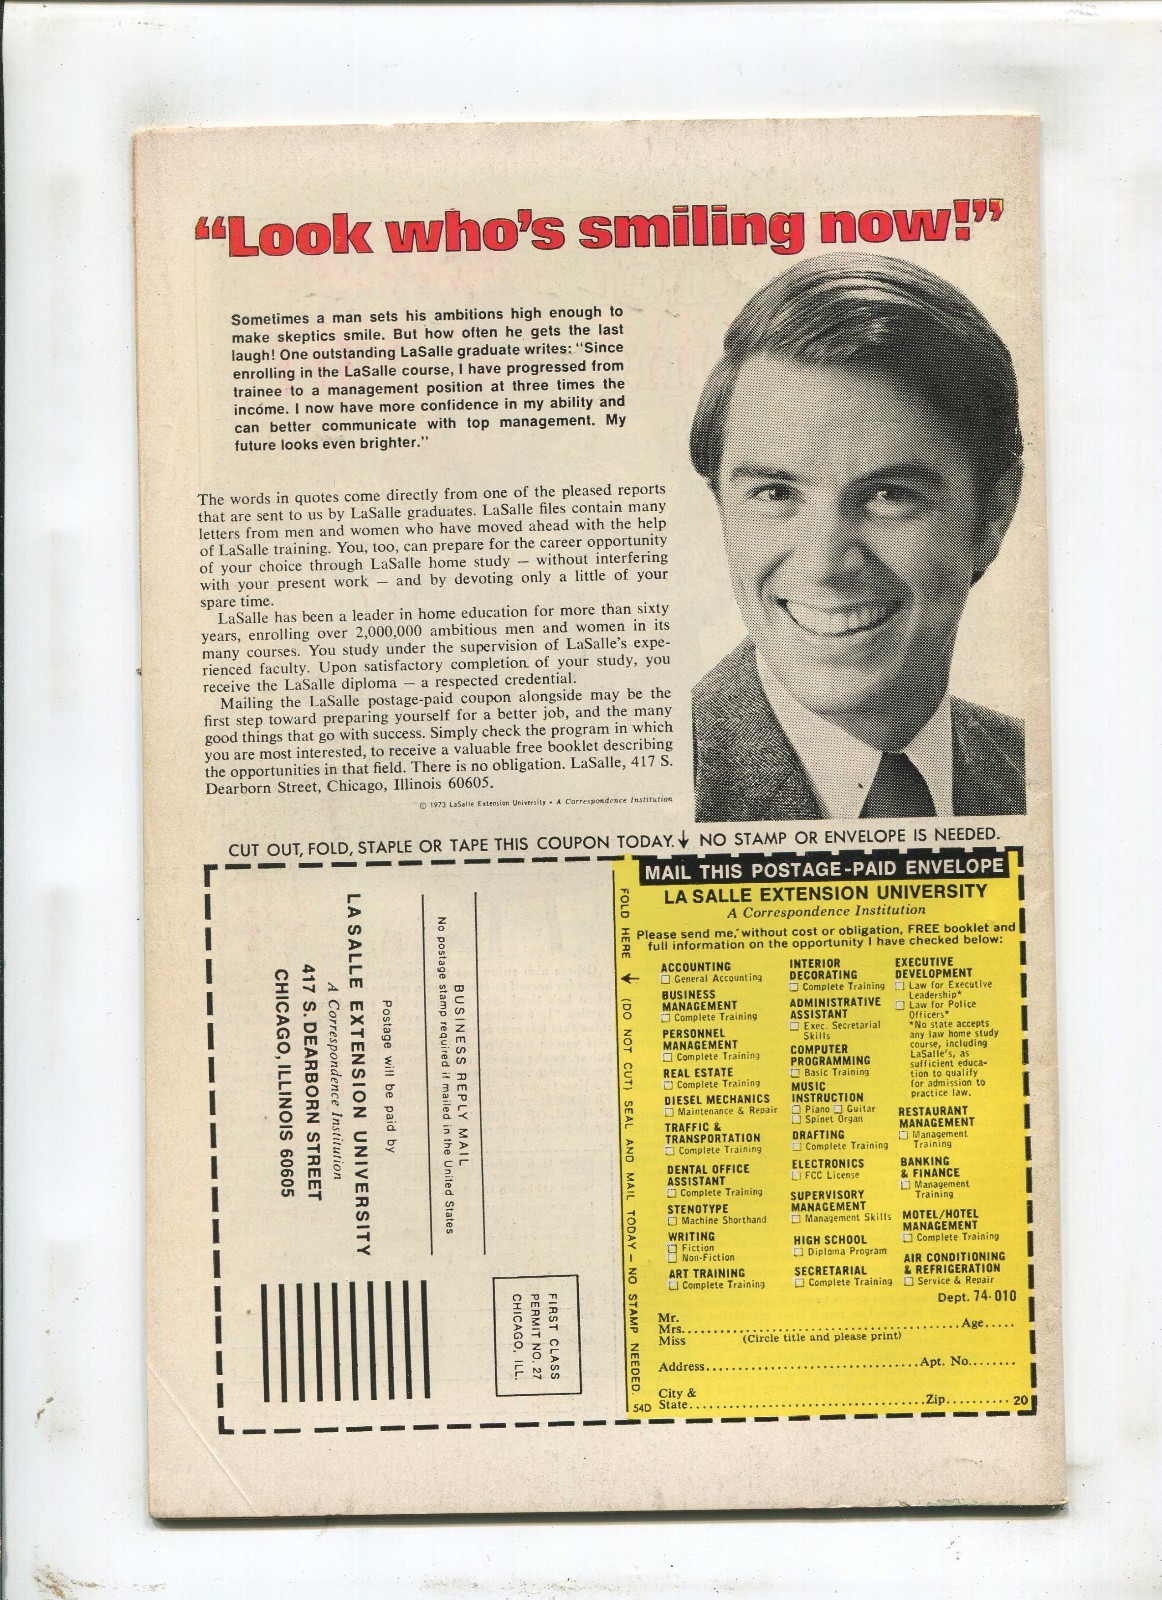 “Look who’s smiling now!”
Sometimes a man sets his ambitions high enough to
make skeptics smile. But how often he gets the last
laugh! One outstanding LaSalle graduate writes: “Since
enrolling in the LaSalle course, I have progressed from
trainee to a management position at three times the
income. I now have more confidence in my ability and
can better communicate with top management. My
future looks even brighter.”
The words in quotes come directly from one of the pleased reports
that are sent to us by LaSalle graduates. LaSalle files contain many
letters from men and women who have moved ahead with the help
of LaSalle training. You, too, can prepare for the career opportunity
of your choice through LaSalle home study — without interfering
with your present work — and by devoting only a little of your
spare time.
LaSalle has been a leader in home education for more than sixty
years, enrolling over 2,000,000 ambitious men and women in its
many courses. You study under the supervision of LaSalle’s expe-
rienced faculty. Upon satisfactory completion of your study, you
receive the LaSalle diploma — a respected credential.
Mailing the LaSalle postage-paid coupon alongside may be the
first step toward preparing yourself for a better job, and the many
good things that go with success. Simply check the program in which
you are most interested, to receive a valuable free booklet describing
the opportunities in that field. There is no obligation. LaSalle, 417 S.
Dearborn Street, Chicago, Illinois 60605.
© 1973 LaSalle Extension University • A Correspondence Institution
CUT OUT, FOLD, STAPLE OR TAPE THIS COUPON TODAY.↓ NO STAMP OR ENVELOPE IS NEEDED.
FIRST CLASS
PERMIT NO. 27
CHICAGO, ILL.
BUSINESS REPLY MAIL
No postage stamp required if mailed in the United States
Postage will be paid by
LASALLE EXTENSION UNIVERSITY
A Correspondence Institution
417 S. DEARBORN STREET
CHICAGO, ILLINOIS 60605
FOLD HERE ↓ (DO NOT CUT) SEAL AND MAIL TODAY — NO STAMP NEEDED.
MAIL THIS POSTAGE-PAID ENVELOPE
LA SALLE EXTENSION UNIVERSITY
A Correspondence Institution
Please send me, without cost or obligation, FREE booklet and
full information on the opportunity I have checked below:
ACCOUNTING
☐ General Accounting
BUSINESS
MANAGEMENT
☐ Complete Training
PERSONNEL
MANAGEMENT
☐ Complete Training
REAL ESTATE
☐ Complete Training
DIESEL MECHANICS
☐ Maintenance & Repair
TRAFFIC &
TRANSPORTATION
☐ Complete Training
DENTAL OFFICE
ASSISTANT
☐ Complete Training
STENOTYPE
☐ Machine Shorthand
WRITING
☐ Fiction
☐ Non-Fiction
ART TRAINING
☐ Complete Training
INTERIOR
DECORATING
☐ Complete Training
ADMINISTRATIVE
ASSISTANT
☐ Exec. Secretarial
Skills
COMPUTER
PROGRAMMING
☐ Basic Training
MUSIC
INSTRUCTION
☐ Piano ☐ Guitar
☐ Spinet Organ
DRAFTING
☐ Complete Training
ELECTRONICS
☐ FCC License
SUPERVISORY
MANAGEMENT
☐ Management Skills
HIGH SCHOOL
☐ Diploma Program
SECRETARIAL
☐ Complete Training
EXECUTIVE
DEVELOPMENT
☐ Law for Executive
Leadership*
☐ Law for Police
Officers*
*No state accepts
any law home study
course, including
LaSalle’s, as
sufficient educa-
tion to qualify
for admission to
practice law.
RESTAURANT
MANAGEMENT
☐ Management
Training
BANKING
& FINANCE
☐ Management
Training
MOTEL/HOTEL
MANAGEMENT
☐ Complete Training
AIR CONDITIONING
& REFRIGERATION
☐ Service & Repair
Dept. 74-010
Mr.
Mrs. Age
Miss (Circle title and please print)
Address Apt. No.
City &
State Zip 20
54D